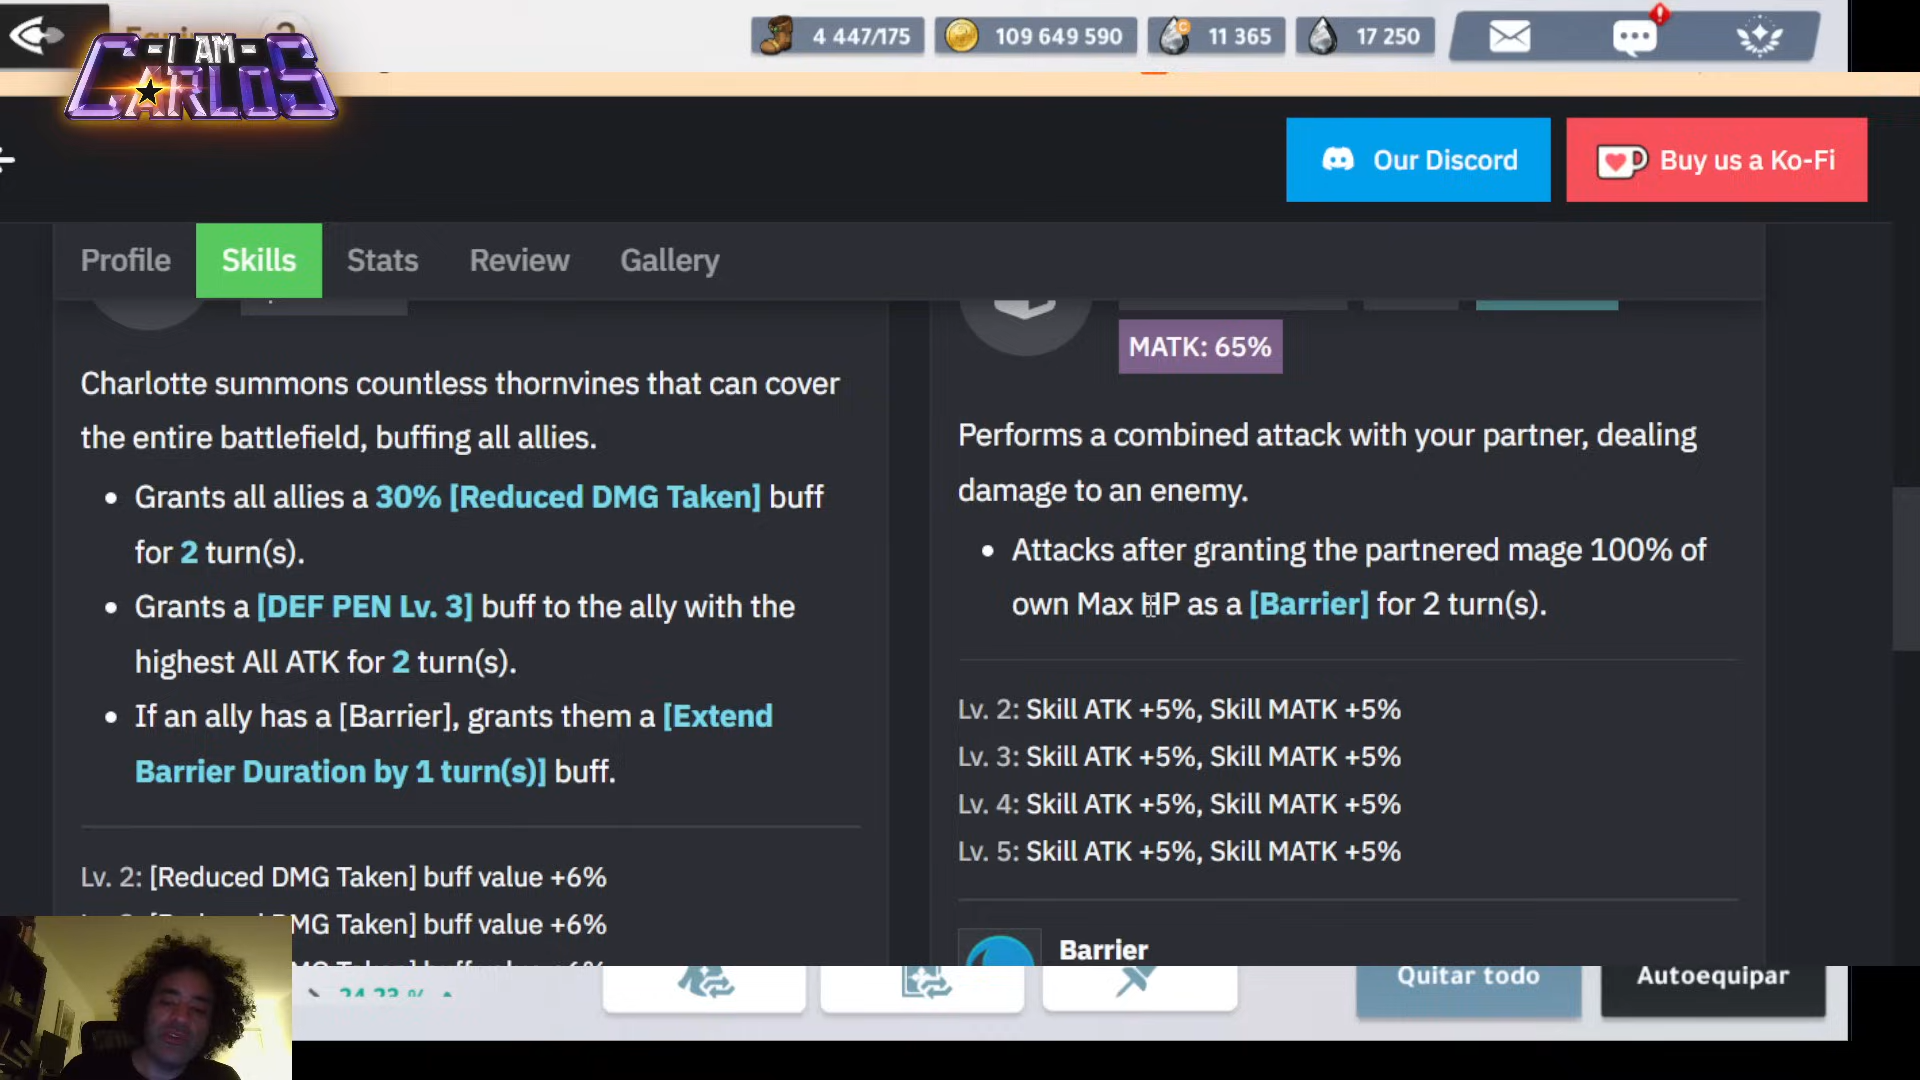 4 447/175
109 649 590
11 365
17 250
- I AM -
CARLOS
Our Discord
Buy us a Ko-Fi
Profile
Skills
Stats
Review
Gallery
Charlotte summons countless thornvines that can cover
the entire battlefield, buffing all allies.
• Grants all allies a 30% [Reduced DMG Taken] buff
for 2 turn(s).
• Grants a [DEF PEN Lv. 3] buff to the ally with the
highest All ATK for 2 turn(s).
• If an ally has a [Barrier], grants them a [Extend
Barrier Duration by 1 turn(s)] buff.
Lv. 2: [Reduced DMG Taken] buff value +6%
DMG Taken] buff value +6%
MATK: 65%
Performs a combined attack with your partner, dealing
damage to an enemy.
• Attacks after granting the partnered mage 100% of
own Max HP as a [Barrier] for 2 turn(s).
Lv. 2: Skill ATK +5%, Skill MATK +5%
Lv. 3: Skill ATK +5%, Skill MATK +5%
Lv. 4: Skill ATK +5%, Skill MATK +5%
Lv. 5: Skill ATK +5%, Skill MATK +5%
Barrier
Quitar todo
Autoequipar